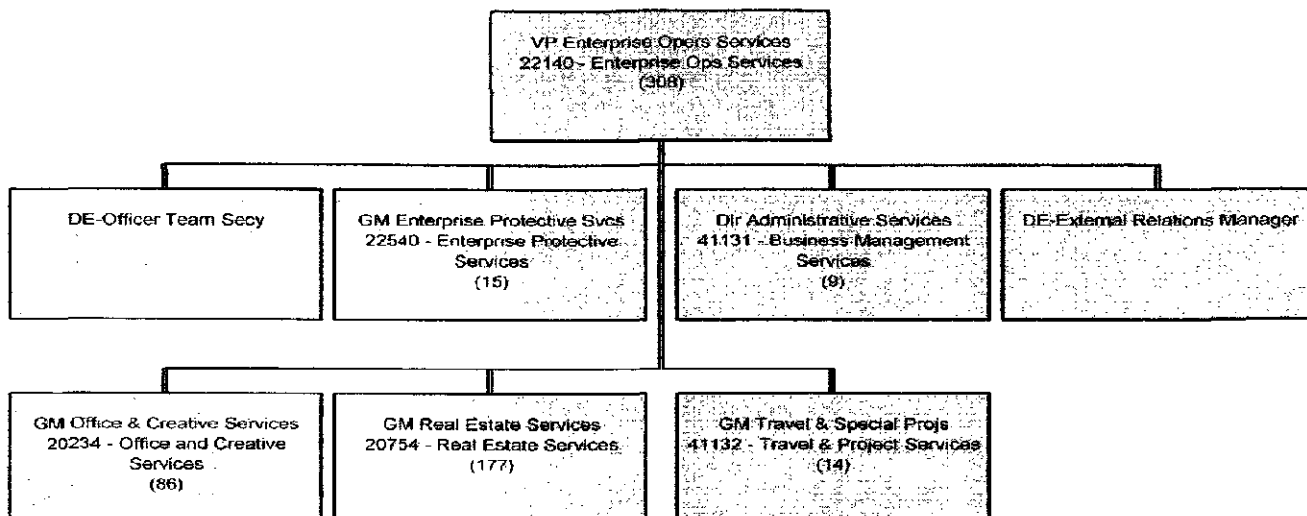 VP Enterprise Opers Services
22140 - Enterprise Ops Services
(308)
DE-Officer Team Secy
GM Enterprise Protective Svcs
22540 - Enterprise Protective
Services
(15)
Dir Administrative Services
41131 - Business Management
Services
(9)
DE-External Relations Manager
GM Office & Creative Services
20234 - Office and Creative
Services
(86)
GM Real Estate Services
20754 - Real Estate Services
(177)
GM Travel & Special Projs
41132 - Travel & Project Services
(14)